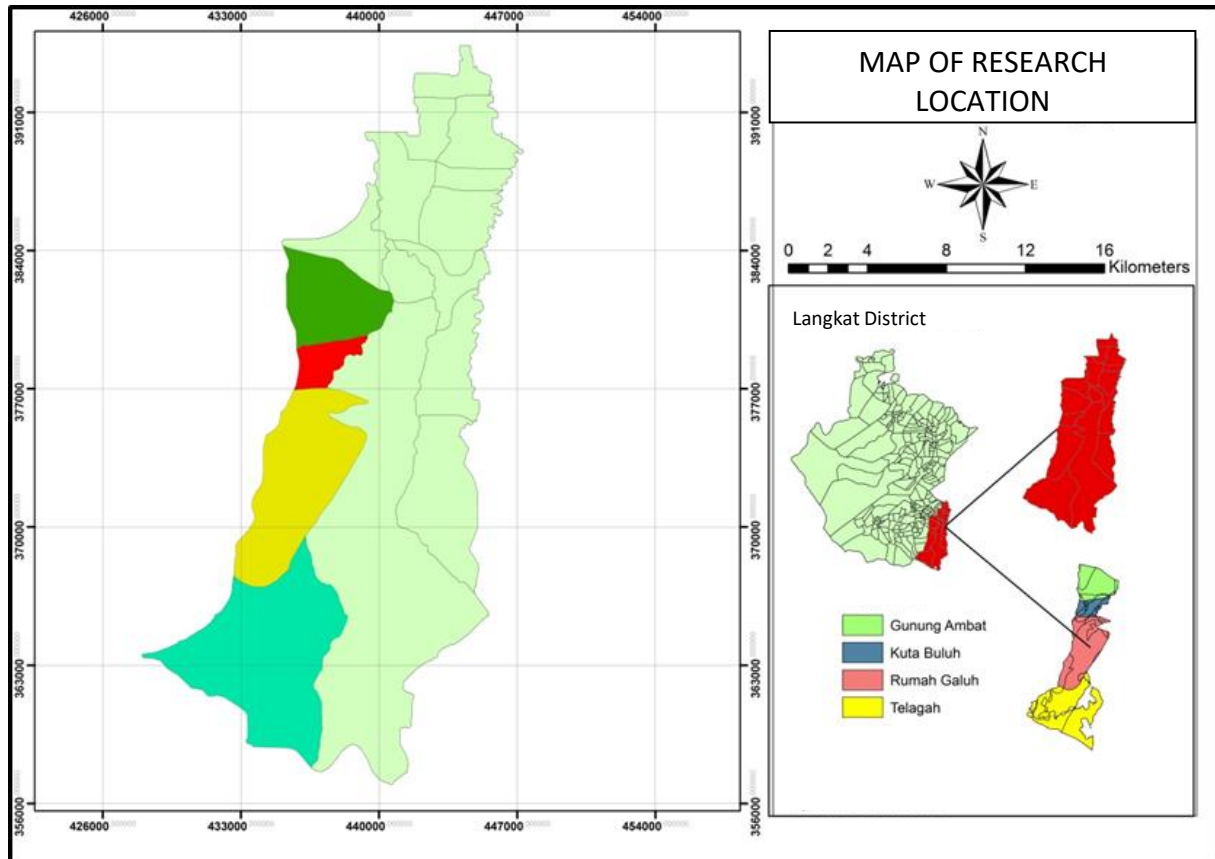 426000 433000 440000 447000 454000
391000
384000
377000
370000
363000
356000
391000
384000
377000
370000
363000
356000
426000 433000 440000 447000 454000
MAP OF RESEARCH
LOCATION
N
W E
S
0 2 4 8 12 16
Kilometers
Langkat District
Gunung Ambat
Kuta Buluh
Rumah Galuh
Telagah